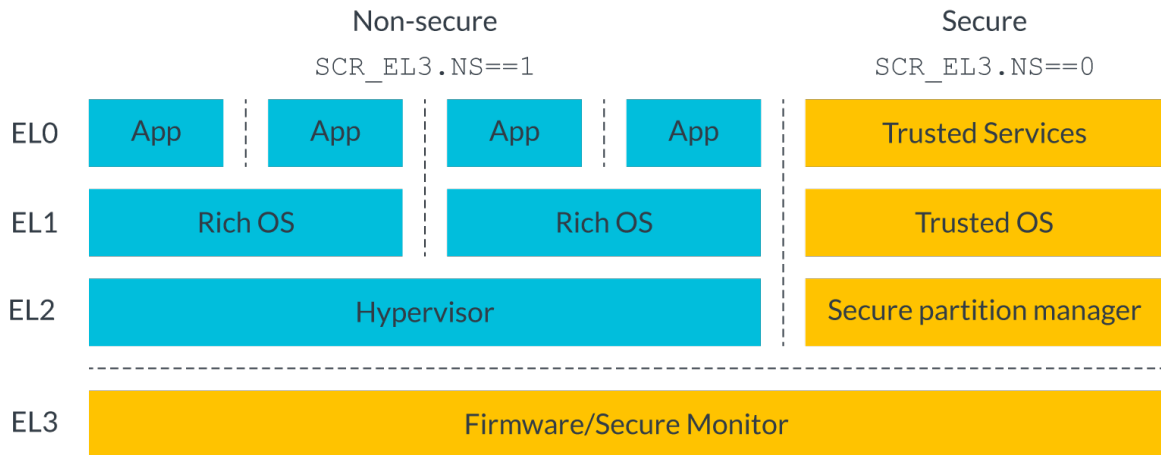 Non-secure Secure
SCR_EL3.NS==1 SCR_EL3.NS==0
EL0 App App App App Trusted Services
EL1 Rich OS Rich OS Trusted OS
EL2 Hypervisor Secure partition manager
EL3 Firmware/Secure Monitor